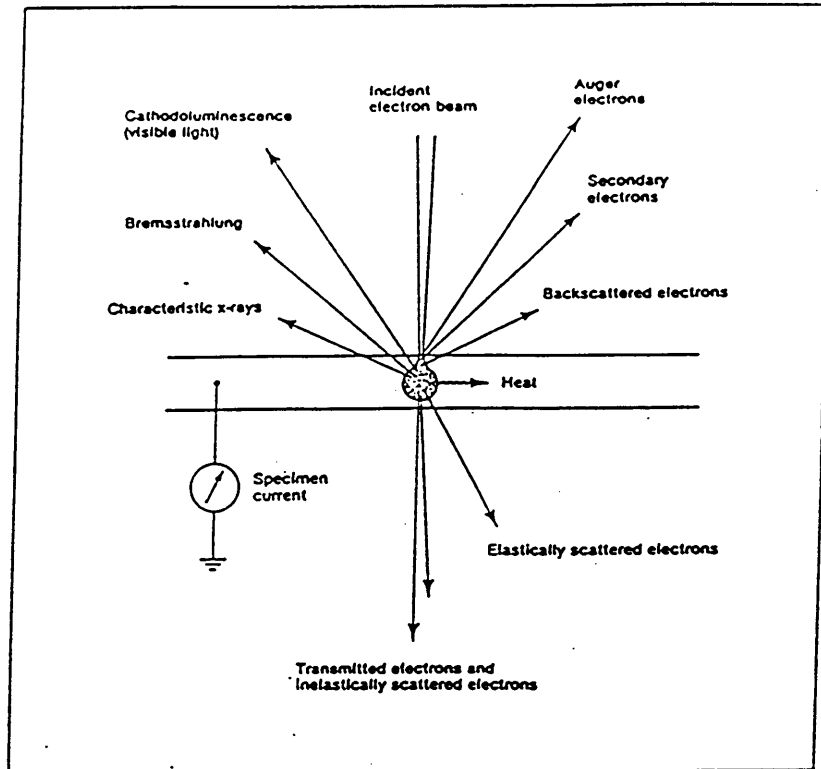 Incident
electron beam
Auger
electrons
Cathodoluminescence
(visible light)
Secondary
electrons
Bremsstrahlung
Backscattered electrons
Characteristic x-rays
Heat
Specimen
current
Elastically scattered electrons
Transmitted electrons and
Inelastically scattered electrons